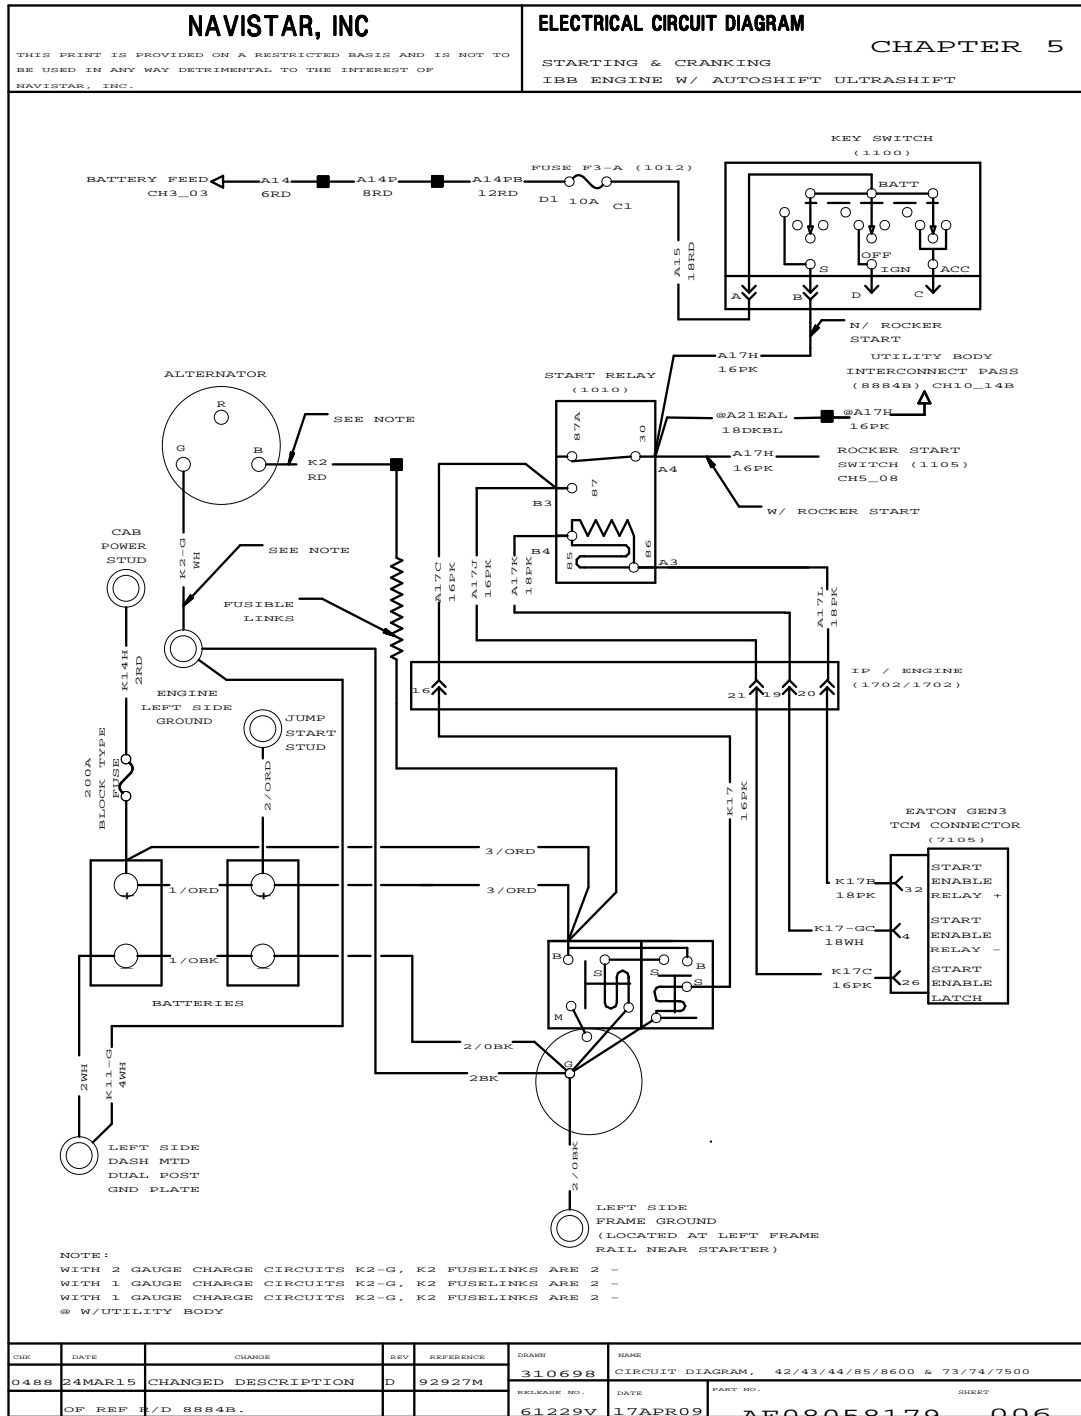 NAVISTAR, INC
THIS PRINT IS PROVIDED ON A RESTRICTED BASIS AND IS NOT TO
BE USED IN ANY WAY DETRIMENTAL TO THE INTEREST OF
NAVISTAR, INC.
ELECTRICAL CIRCUIT DIAGRAM
CHAPTER 5
STARTING & CRANKING
IBB ENGINE W/ AUTOSHIFT ULTRASHIFT
KEY SWITCH
(1100)
BATTERY FEED
CH3_03
A14
6RD
A14P
8RD
A14PB
12RD
FUSE F3-A (1012)
D1 10A C1
A15
18RD
BATT
OFF
S
IGN
ACC
A
B
D
C
N/ ROCKER
START
A17H
16PK
UTILITY BODY
INTERCONNECT PASS
(8884B) CH10_14B
@A21EAL
18DKBL
@A17H
16PK
A17H
16PK
ROCKER START
SWITCH (1105)
CH5_08
W/ ROCKER START
START RELAY
(1010)
87A
30
A4
87
B3
B4
85
86
A3
ALTERNATOR
R
G
B
SEE NOTE
K2
RD
K2-G
WH
SEE NOTE
CAB
POWER
STUD
FUSIBLE
LINKS
A17C
16PK
A17J
16PK
A17K
18PK
A17L
18PK
K14H
2RD
ENGINE
LEFT SIDE
GROUND
JUMP
START
STUD
IP / ENGINE
(1702/1702)
16
21
19
20
200A
BLOCK TYPE
FUSE
2/ORD
K17
16PK
EATON GEN3
TCM CONNECTOR
(7105)
3/ORD
3/ORD
1/ORD
1/OBK
BATTERIES
K17B
18PK
32
START
ENABLE
RELAY +
K17-GC
18WH
4
START
ENABLE
RELAY -
K17C
16PK
26
START
ENABLE
LATCH
B
S
S
B
S
M
G
2/OBK
2BK
2WH
K11-G
4WH
LEFT SIDE
DASH MTD
DUAL POST
GND PLATE
2/OBK
LEFT SIDE
FRAME GROUND
(LOCATED AT LEFT FRAME
RAIL NEAR STARTER)
NOTE:
WITH 2 GAUGE CHARGE CIRCUITS K2-G, K2 FUSELINKS ARE 2 -
WITH 1 GAUGE CHARGE CIRCUITS K2-G, K2 FUSELINKS ARE 2 -
WITH 1 GAUGE CHARGE CIRCUITS K2-G, K2 FUSELINKS ARE 2 -
@ W/UTILITY BODY
CHK DATE CHANGE REV REFERENCE
0488 24MAR15 CHANGED DESCRIPTION D 92927M
OF REF R/D 8884B.
DRAWN
310698
NAME
CIRCUIT DIAGRAM, 42/43/44/85/8600 & 73/74/7500
RELEASE NO.
61229V
DATE
17APR09
PART NO.
AE08058179
SHEET
006